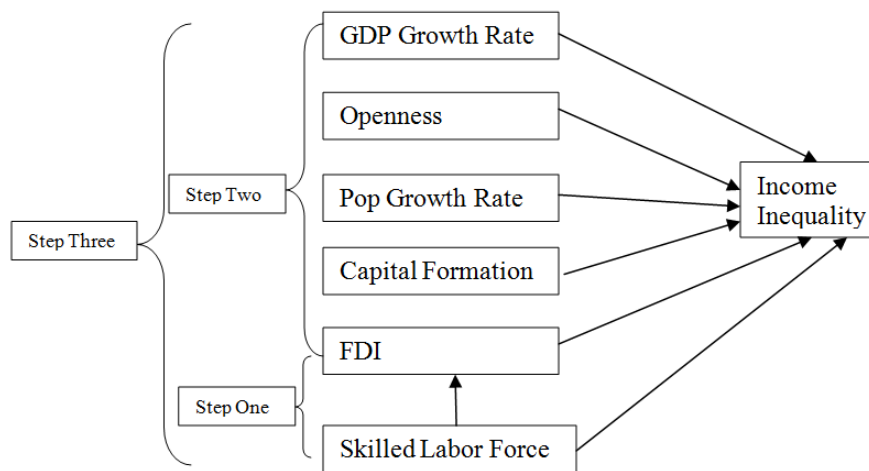 GDP Growth Rate
Openness
Step Two
Pop Growth Rate
Income
Inequality
Step Three
Capital Formation
FDI
Step One
Skilled Labor Force